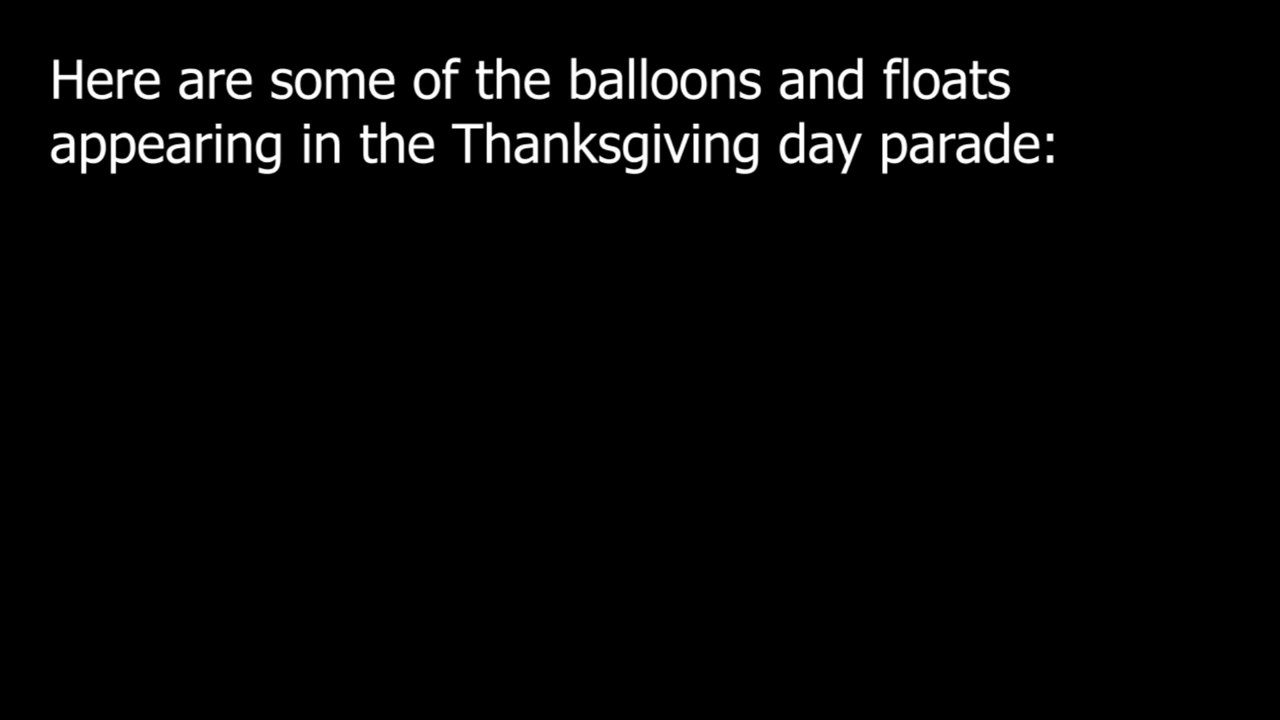 Here are some of the balloons and floats
appearing in the Thanksgiving day parade: